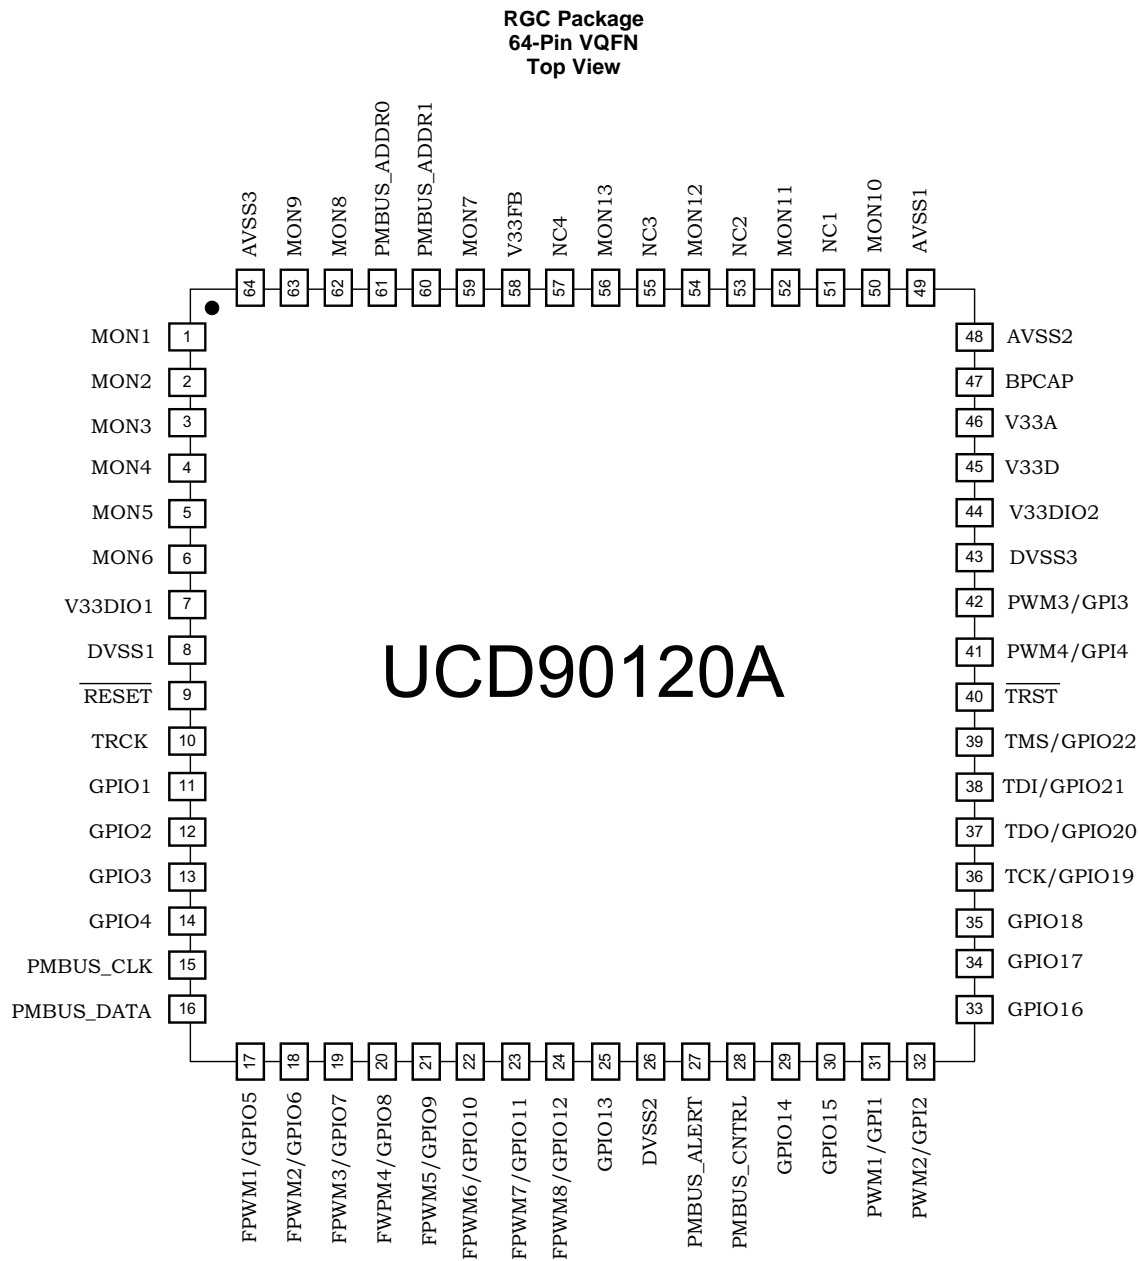 RGC Package
64-Pin VQFN
Top View
AVSS3
MON9
MON8
PMBUS_ADDR0
PMBUS_ADDR1
MON7
V33FB
NC4
MON13
NC3
MON12
NC2
MON11
NC1
MON10
AVSS1
64
63
62
61
60
59
58
57
56
55
54
53
52
51
50
49
MON1 1
MON2 2
MON3 3
MON4 4
MON5 5
MON6 6
V33DIO1 7
DVSS1 8
RESET 9
TRCK 10
GPIO1 11
GPIO2 12
GPIO3 13
GPIO4 14
PMBUS_CLK 15
PMBUS_DATA 16
UCD90120A
48 AVSS2
47 BPCAP
46 V33A
45 V33D
44 V33DIO2
43 DVSS3
42 PWM3/GPI3
41 PWM4/GPI4
40 TRST
39 TMS/GPIO22
38 TDI/GPIO21
37 TDO/GPIO20
36 TCK/GPIO19
35 GPIO18
34 GPIO17
33 GPIO16
17
18
19
20
21
22
23
24
25
26
27
28
29
30
31
32
FPWM1/GPIO5
FPWM2/GPIO6
FPWM3/GPIO7
FWPM4/GPIO8
FPWM5/GPIO9
FPWM6/GPIO10
FPWM7/GPIO11
FPWM8/GPIO12
GPIO13
DVSS2
PMBUS_ALERT
PMBUS_CNTRL
GPIO14
GPIO15
PWM1/GPI1
PWM2/GPI2